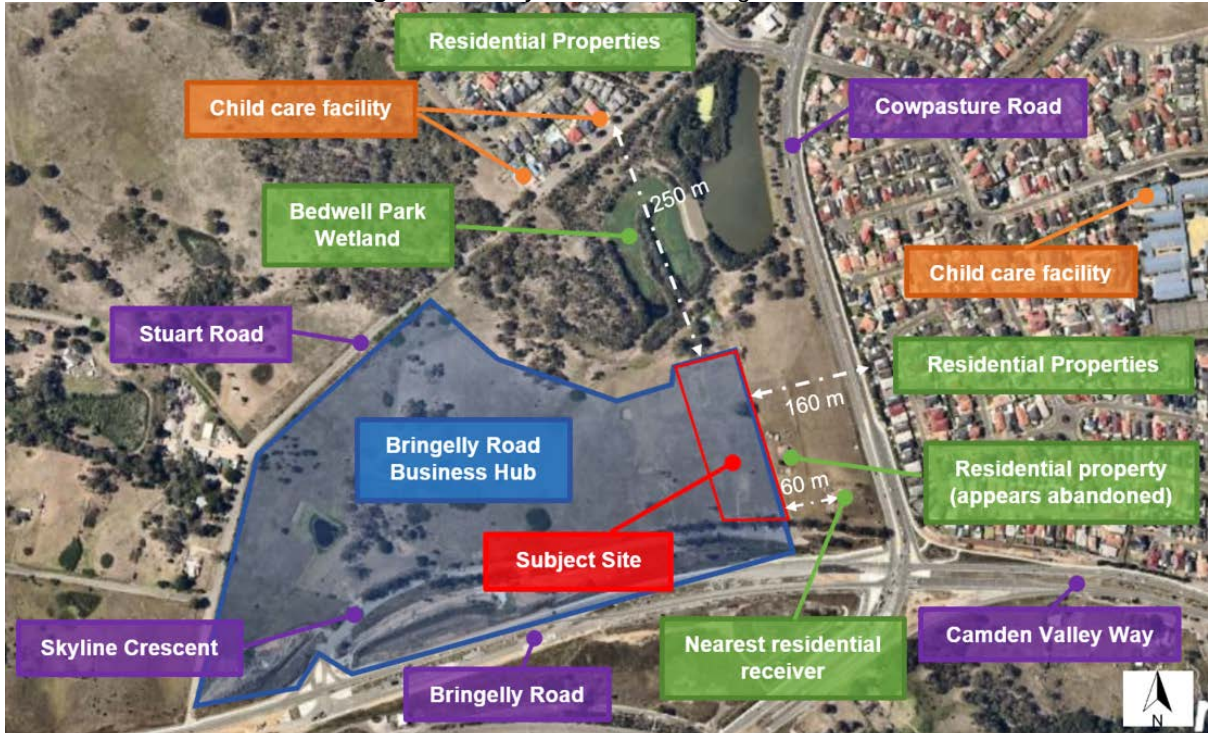 Residential Properties
Child care facility
Cowpasture Road
250 m
Bedwell Park
Wetland
Child care facility
Stuart Road
Residential Properties
160 m
Bringelly Road
Business Hub
Residential property
(appears abandoned)
60 m
Subject Site
Skyline Crescent
Nearest residential
receiver
Camden Valley Way
Bringelly Road
N